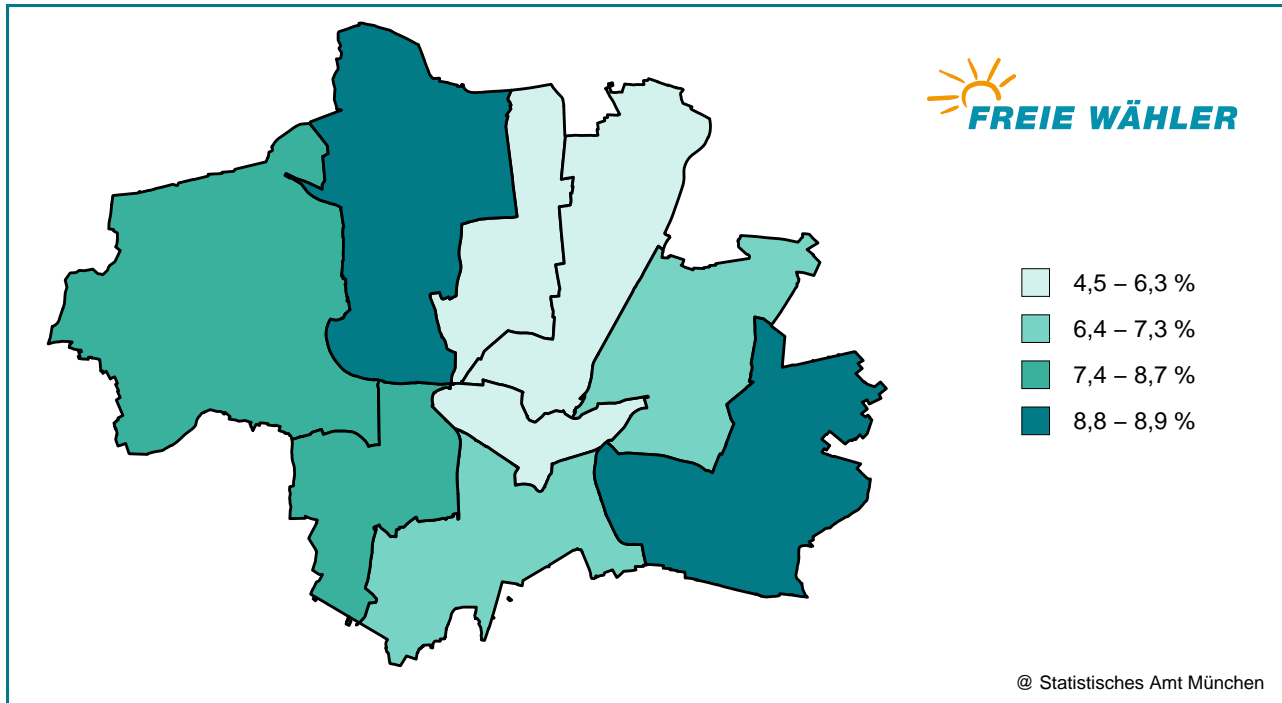 FREIE WÄHLER
4,5 – 6,3 %
6,4 – 7,3 %
7,4 – 8,7 %
8,8 – 8,9 %
@ Statistisches Amt München